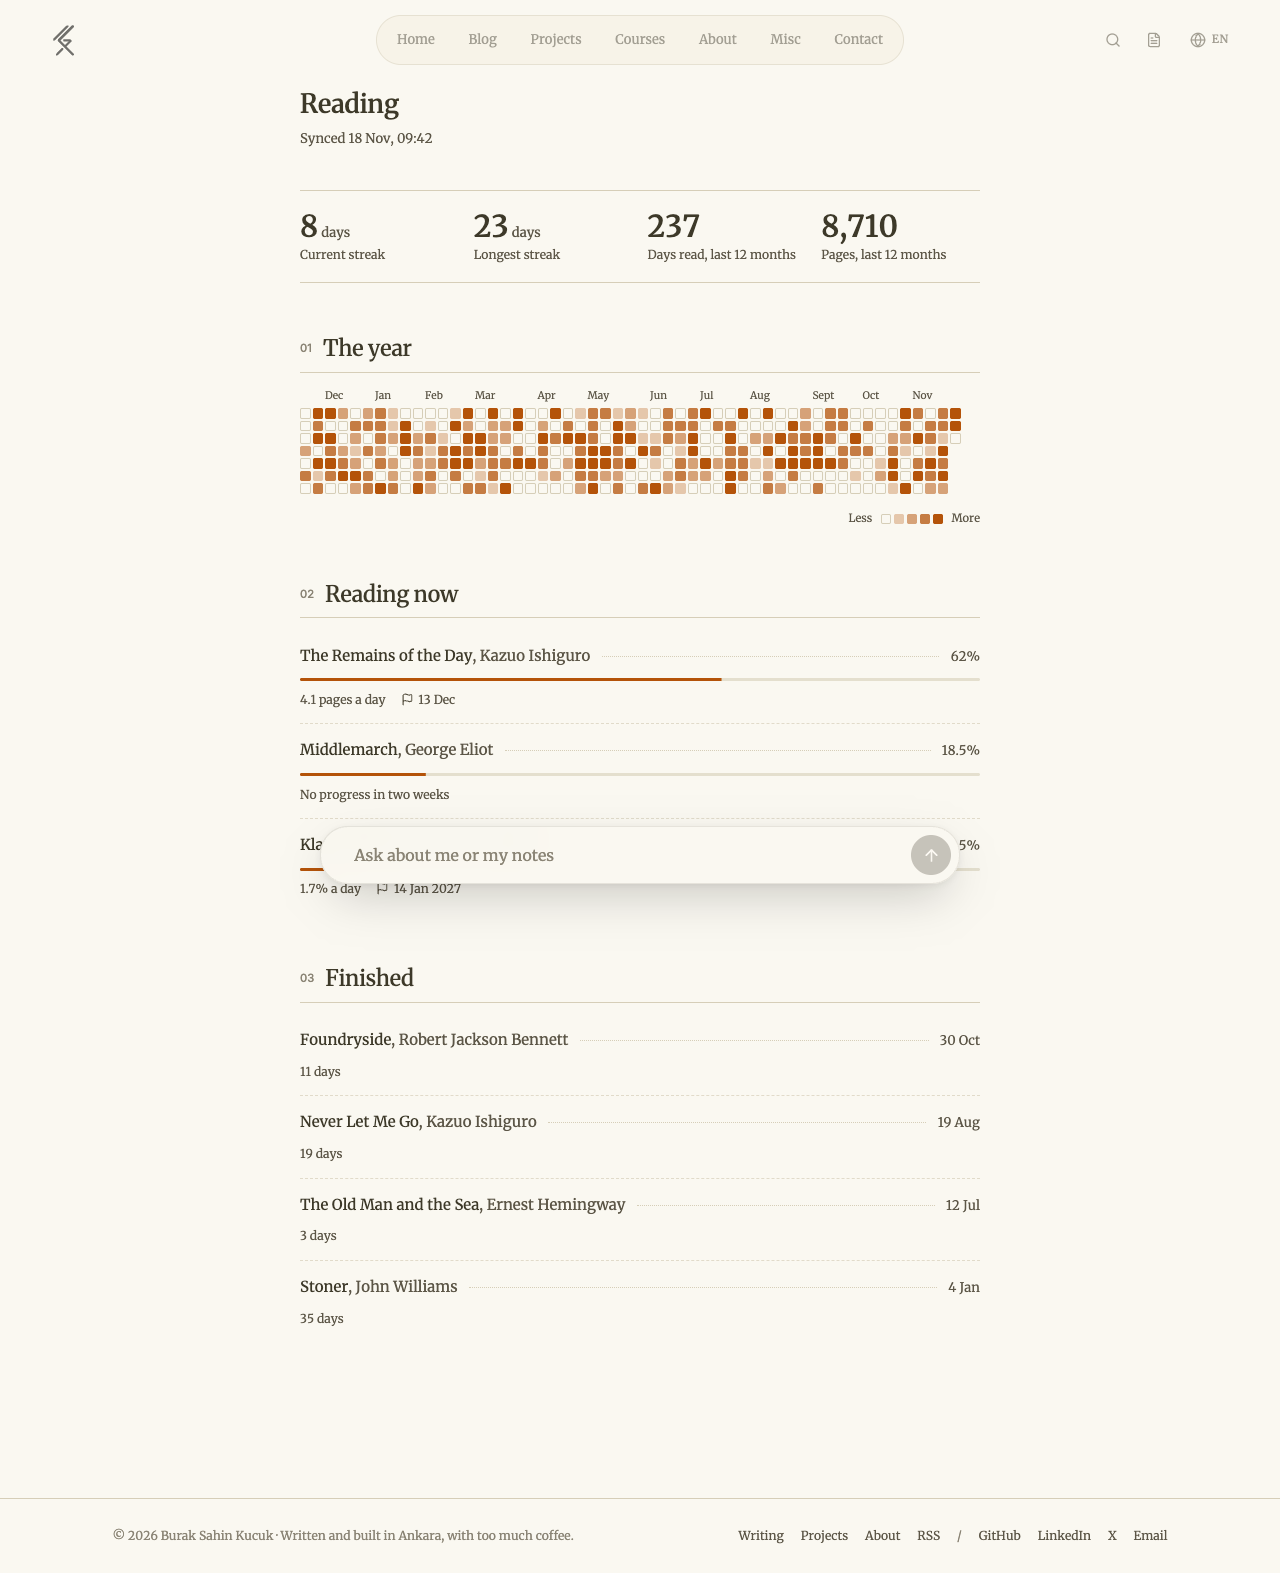 Home Blog Projects Courses About Misc Contact
EN
Reading
Synced 18 Nov, 09:42
8 days
Current streak
23 days
Longest streak
237
Days read, last 12 months
8,710
Pages, last 12 months
01 The year
Dec Jan Feb Mar Apr May Jun Jul Aug Sept Oct Nov
Less More
02 Reading now
The Remains of the Day, Kazuo Ishiguro 62%
4.1 pages a day 13 Dec
Middlemarch, George Eliot 18.5%
No progress in two weeks
Kla 5%
Ask about me or my notes
1.7% a day 14 Jan 2027
03 Finished
Foundryside, Robert Jackson Bennett 30 Oct
11 days
Never Let Me Go, Kazuo Ishiguro 19 Aug
19 days
The Old Man and the Sea, Ernest Hemingway 12 Jul
3 days
Stoner, John Williams 4 Jan
35 days
© 2026 Burak Sahin Kucuk · Written and built in Ankara, with too much coffee.
Writing Projects About RSS / GitHub LinkedIn X Email